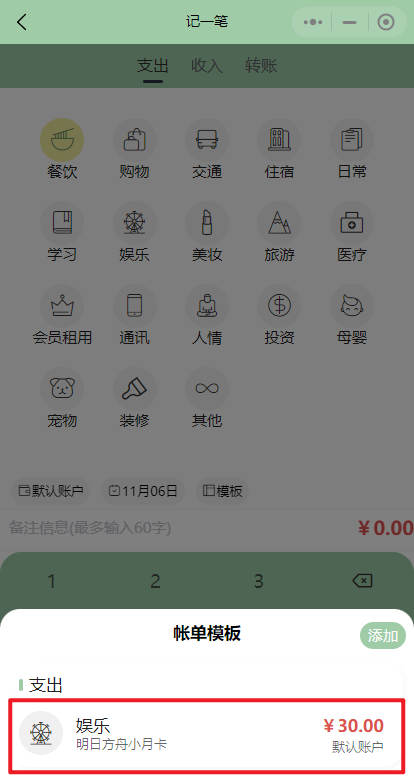 记一笔
支出 收入 转账
餐饮 购物 交通 住宿 日常
学习 娱乐 美妆 旅游 医疗
会员租用 通讯 人情 投资 母婴
宠物 装修 其他
默认账户 11月06日 模板
备注信息(最多输入60字) ¥0.00
1 2 3
帐单模板 添加
支出
娱乐 ¥30.00
明日方舟小月卡 默认账户